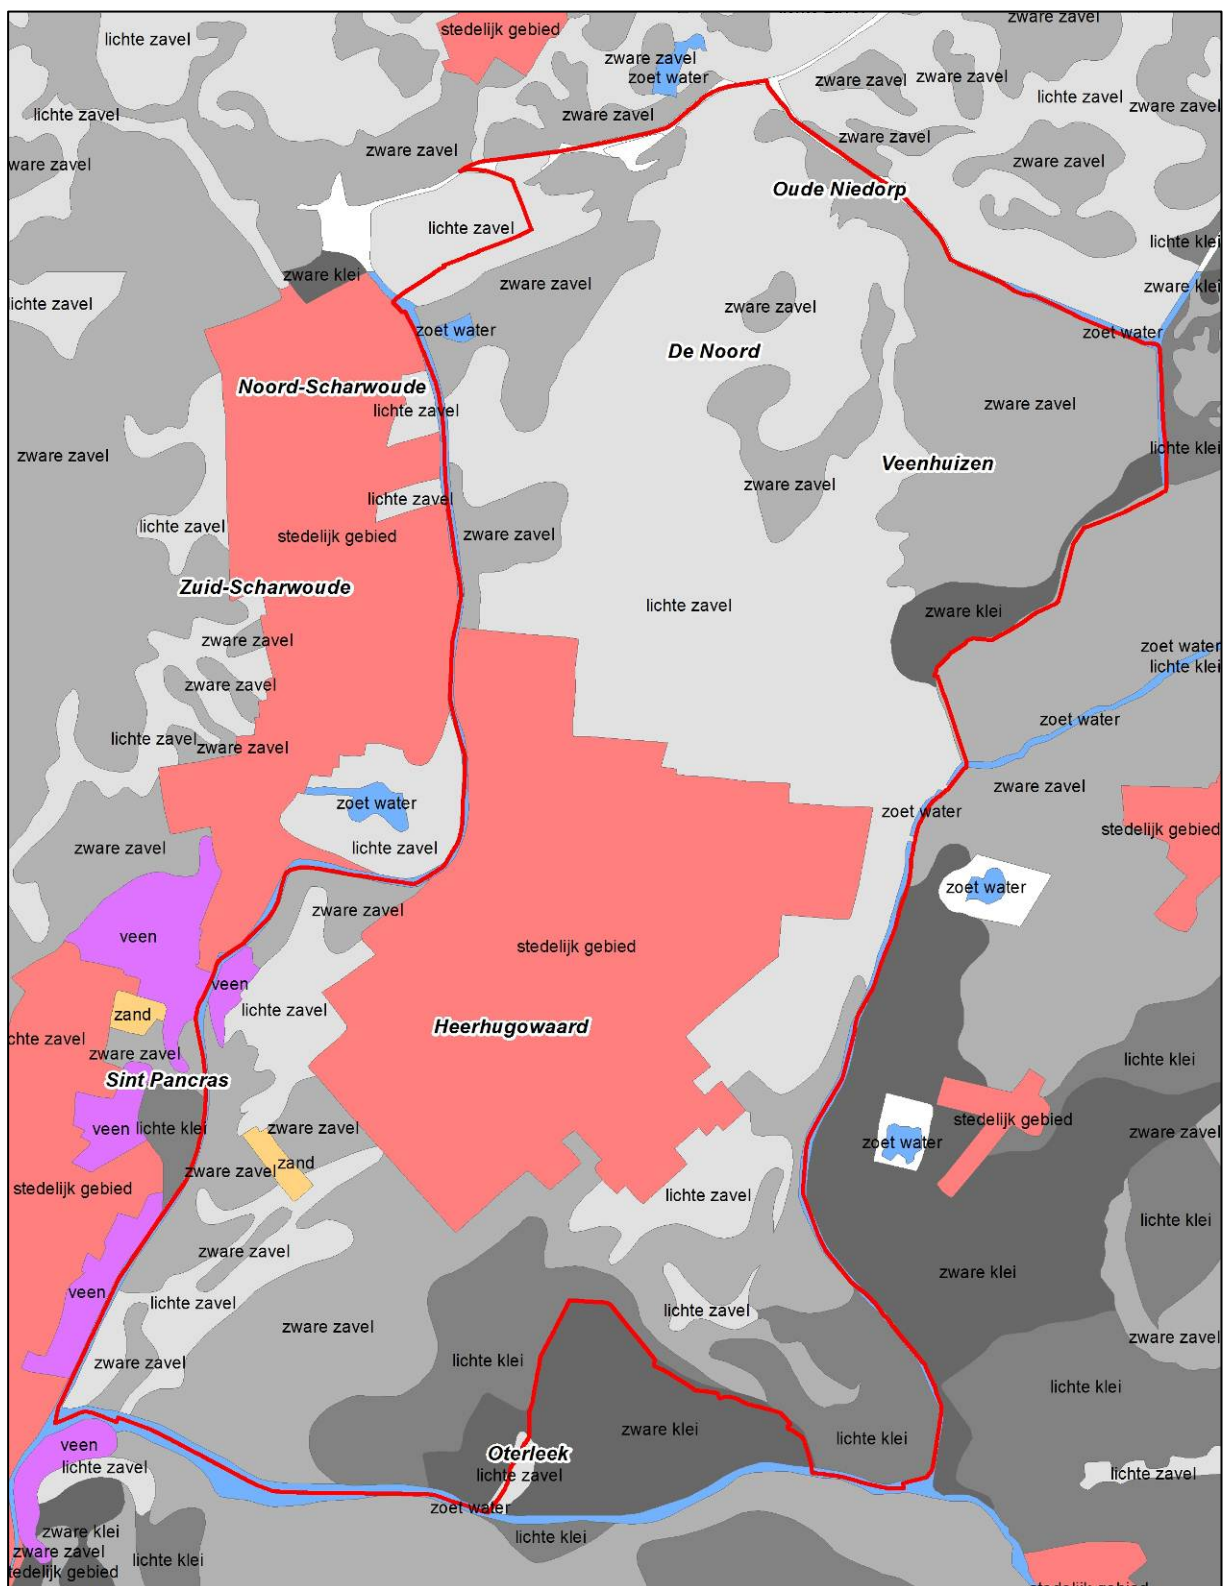 lichte zavel
zware zavel
stedelijk gebied
lichte zavel
zware zavel
zoet water
zware zavel
zware zavel
lichte zavel
zware zavel
lichte zavel
zware zavel
zware zavel
zware zavel
ware zavel
zware zavel
Oude Niedorp
lichte zavel
lichte klei
zware klei
zware zavel
zware klei
lichte zavel
zware zavel
zoet water
zoet water
De Noord
Noord-Scharwoude
lichte zavel
zware zavel
zware zavel
lichte klei
Veenhuizen
zware zavel
lichte zavel
lichte zavel
stedelijk gebied
zware zavel
Zuid-Scharwoude
lichte zavel
zware klei
zware zavel
zoet water
lichte klei
zware zavel
zoet water
lichte zavel
zware zavel
zware zavel
zoet water
zoet water
stedelijk gebied
zware zavel
lichte zavel
zoet water
zware zavel
veen
stedelijk gebied
veen
lichte zavel
zand
Heerhugowaard
chte zavel
zware zavel
lichte klei
Sint Pancras
stedelijk gebied
veen
lichte klei
zware zavel
zware zavel
zoet water
zand
zware zavel
stedelijk gebied
lichte zavel
lichte klei
zware zavel
zware klei
veen
lichte zavel
lichte zavel
zware zavel
zware zavel
lichte klei
zware zavel
lichte klei
zware klei
lichte klei
veen
Oterleek
lichte zavel
lichte zavel
lichte zavel
zoet water
zware klei
lichte klei
zware zavel
lichte klei
tedelijk gebied